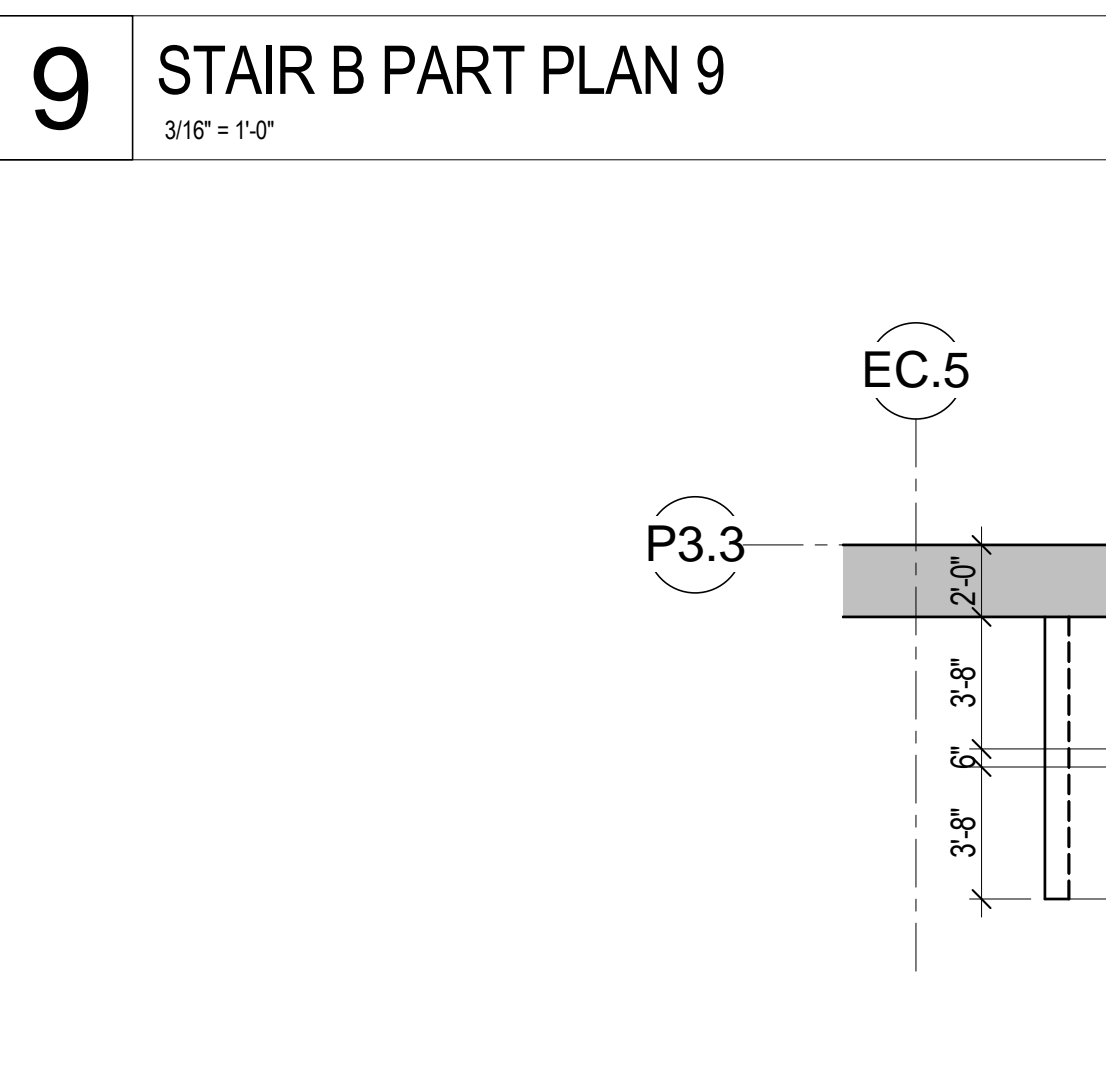 9
STAIR B PART PLAN 9
3/16" = 1'-0"
EC.5
P3.3
2'-0"
3'-8"
6"
3'-8"